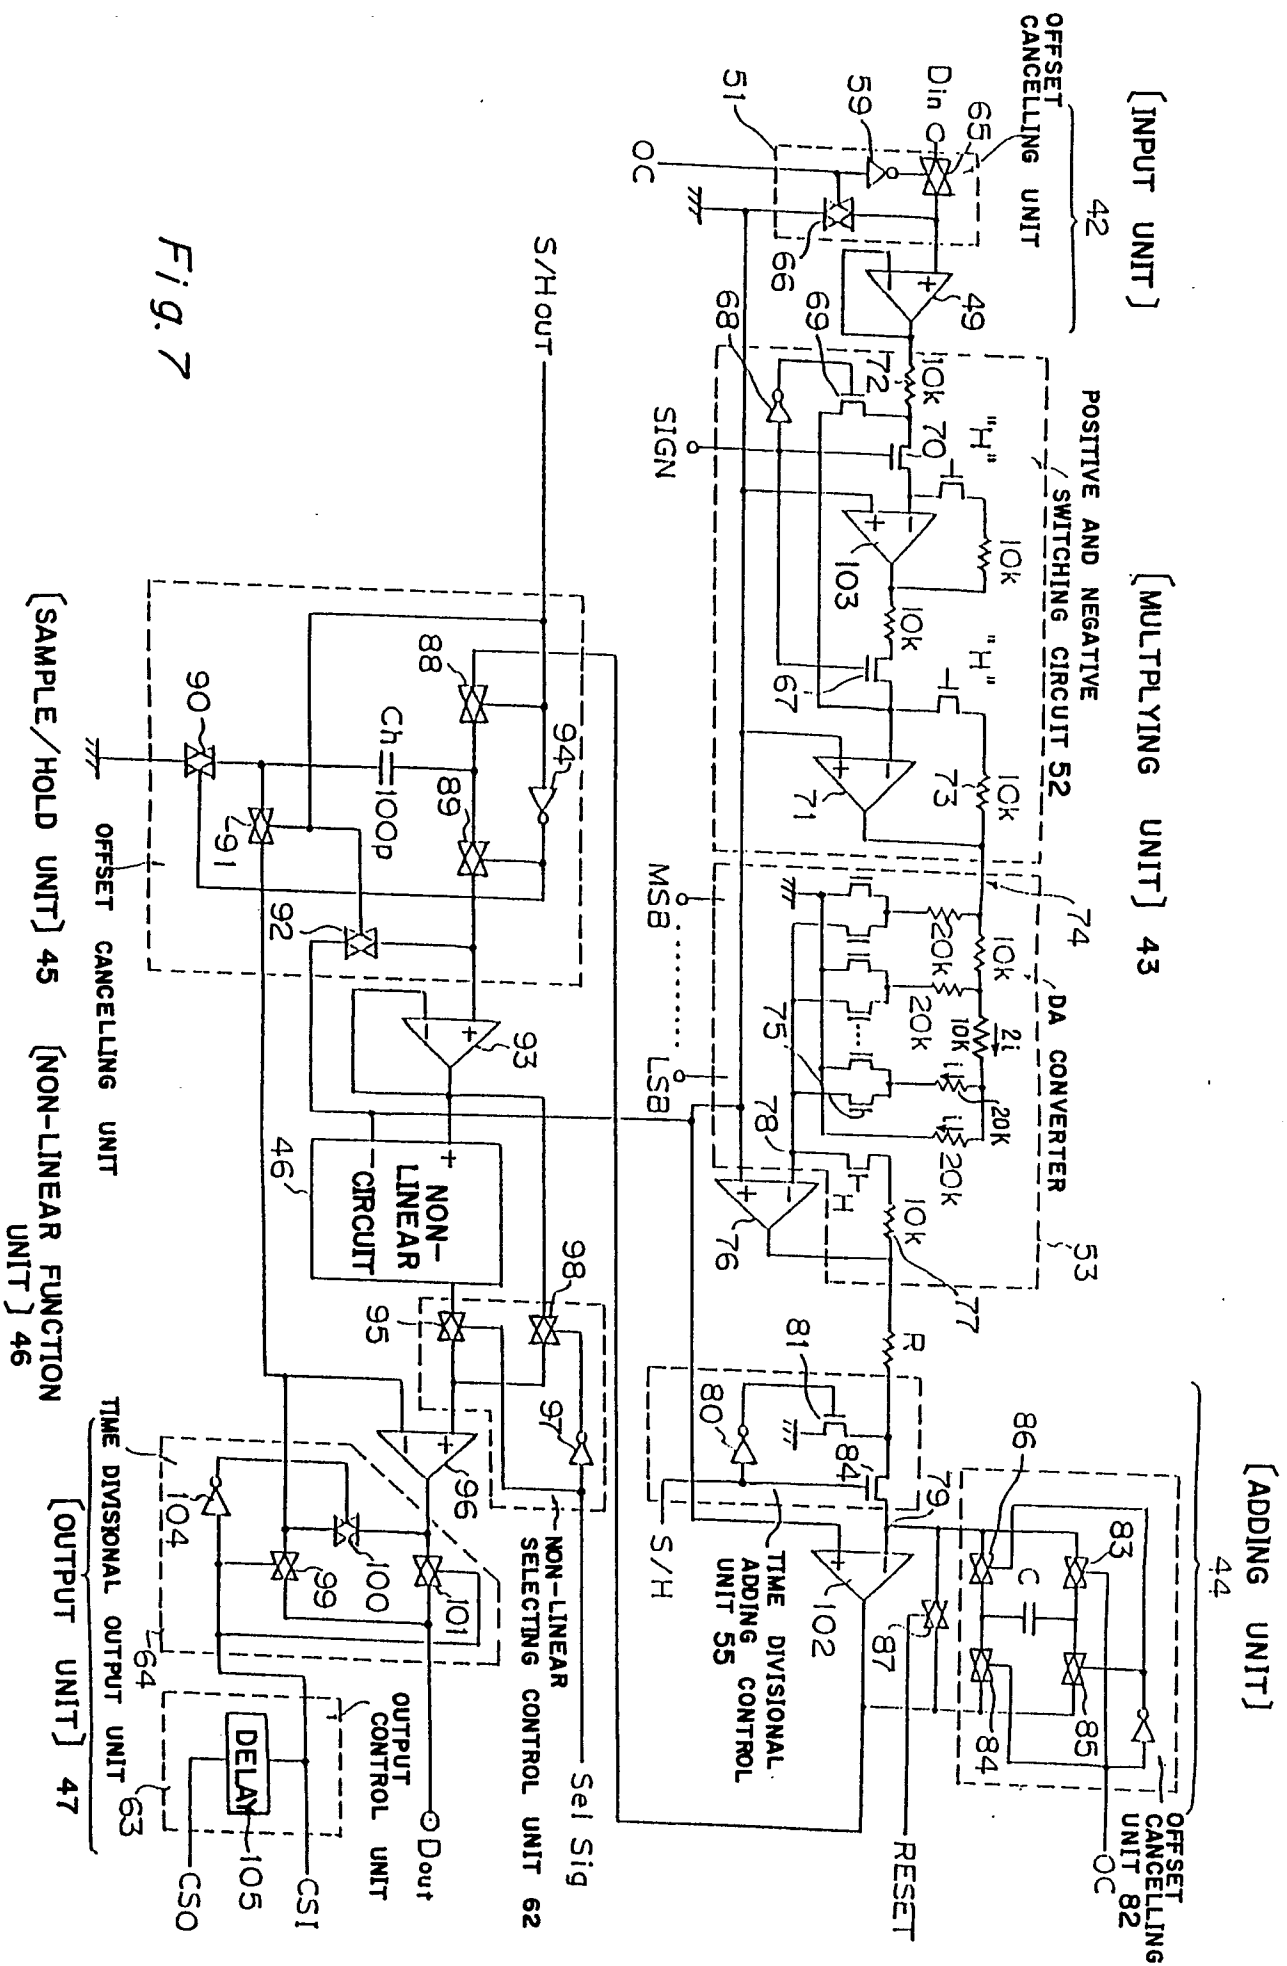 [INPUT UNIT]
42
OFFSET
CANCELLING UNIT
65
Din
59
51
OC
66
+
-
49
[MULTPLYING UNIT] 43
POSITIVE AND NEGATIVE
SWITCHING CIRCUIT 52
10k
72
70
"H"
10k
69
68
SIGN
-
+
103
10k
67
"H"
10k
73
-
+
71
74
DA CONVERTER
53
10k
2i
10K
20k
20k
i
20K
i
20k
75
MSB
LSB
78
H
10k
77
-
+
76
R
[ADDING UNIT]
44
81
80
84
79
S/H
TIME DIVISIONAL
ADDING CONTROL
UNIT 55
-
+
102
86
83
C
85
84
87
OFFSET
CANCELLING
UNIT 82
OC
RESET
S/Hout
88
94
Ch=100p
89
90
91
92
OFFSET CANCELLING UNIT
[SAMPLE/HOLD UNIT] 45
+
-
93
+
NON-
LINEAR
-CIRCUIT
46
[NON-LINEAR FUNCTION
UNIT] 46
98
95
97
Sel Sig
NON-LINEAR
SELECTING CONTROL UNIT 62
+
-
96
101
100
99
104
Dout
TIME DIVISIONAL OUTPUT UNIT
64
OUTPUT
CONTROL UNIT
63
DELAY
105
CSI
CSO
[OUTPUT UNIT] 47
Fig. 7